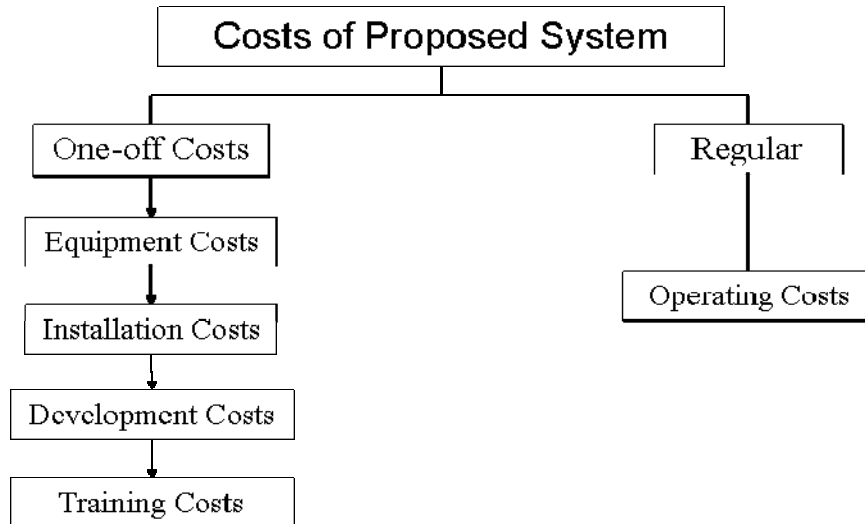 Costs of Proposed System
One-off Costs
Regular
Equipment Costs
Operating Costs
Installation Costs
Development Costs
Training Costs